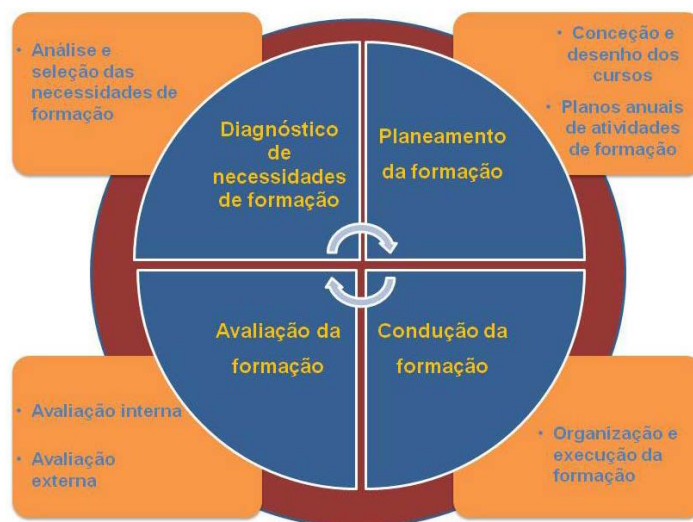 • Análise e
seleção das
necessidades de
formação
Diagnóstico
de
necessidades
de formação
Planeamento
da formação
• Conceção e
desenho dos
cursos
• Planos anuais
de atividades
de formação
Avaliação da
formação
Condução da
formação
• Avaliação interna
• Avaliação
externa
• Organização e
execução da
formação